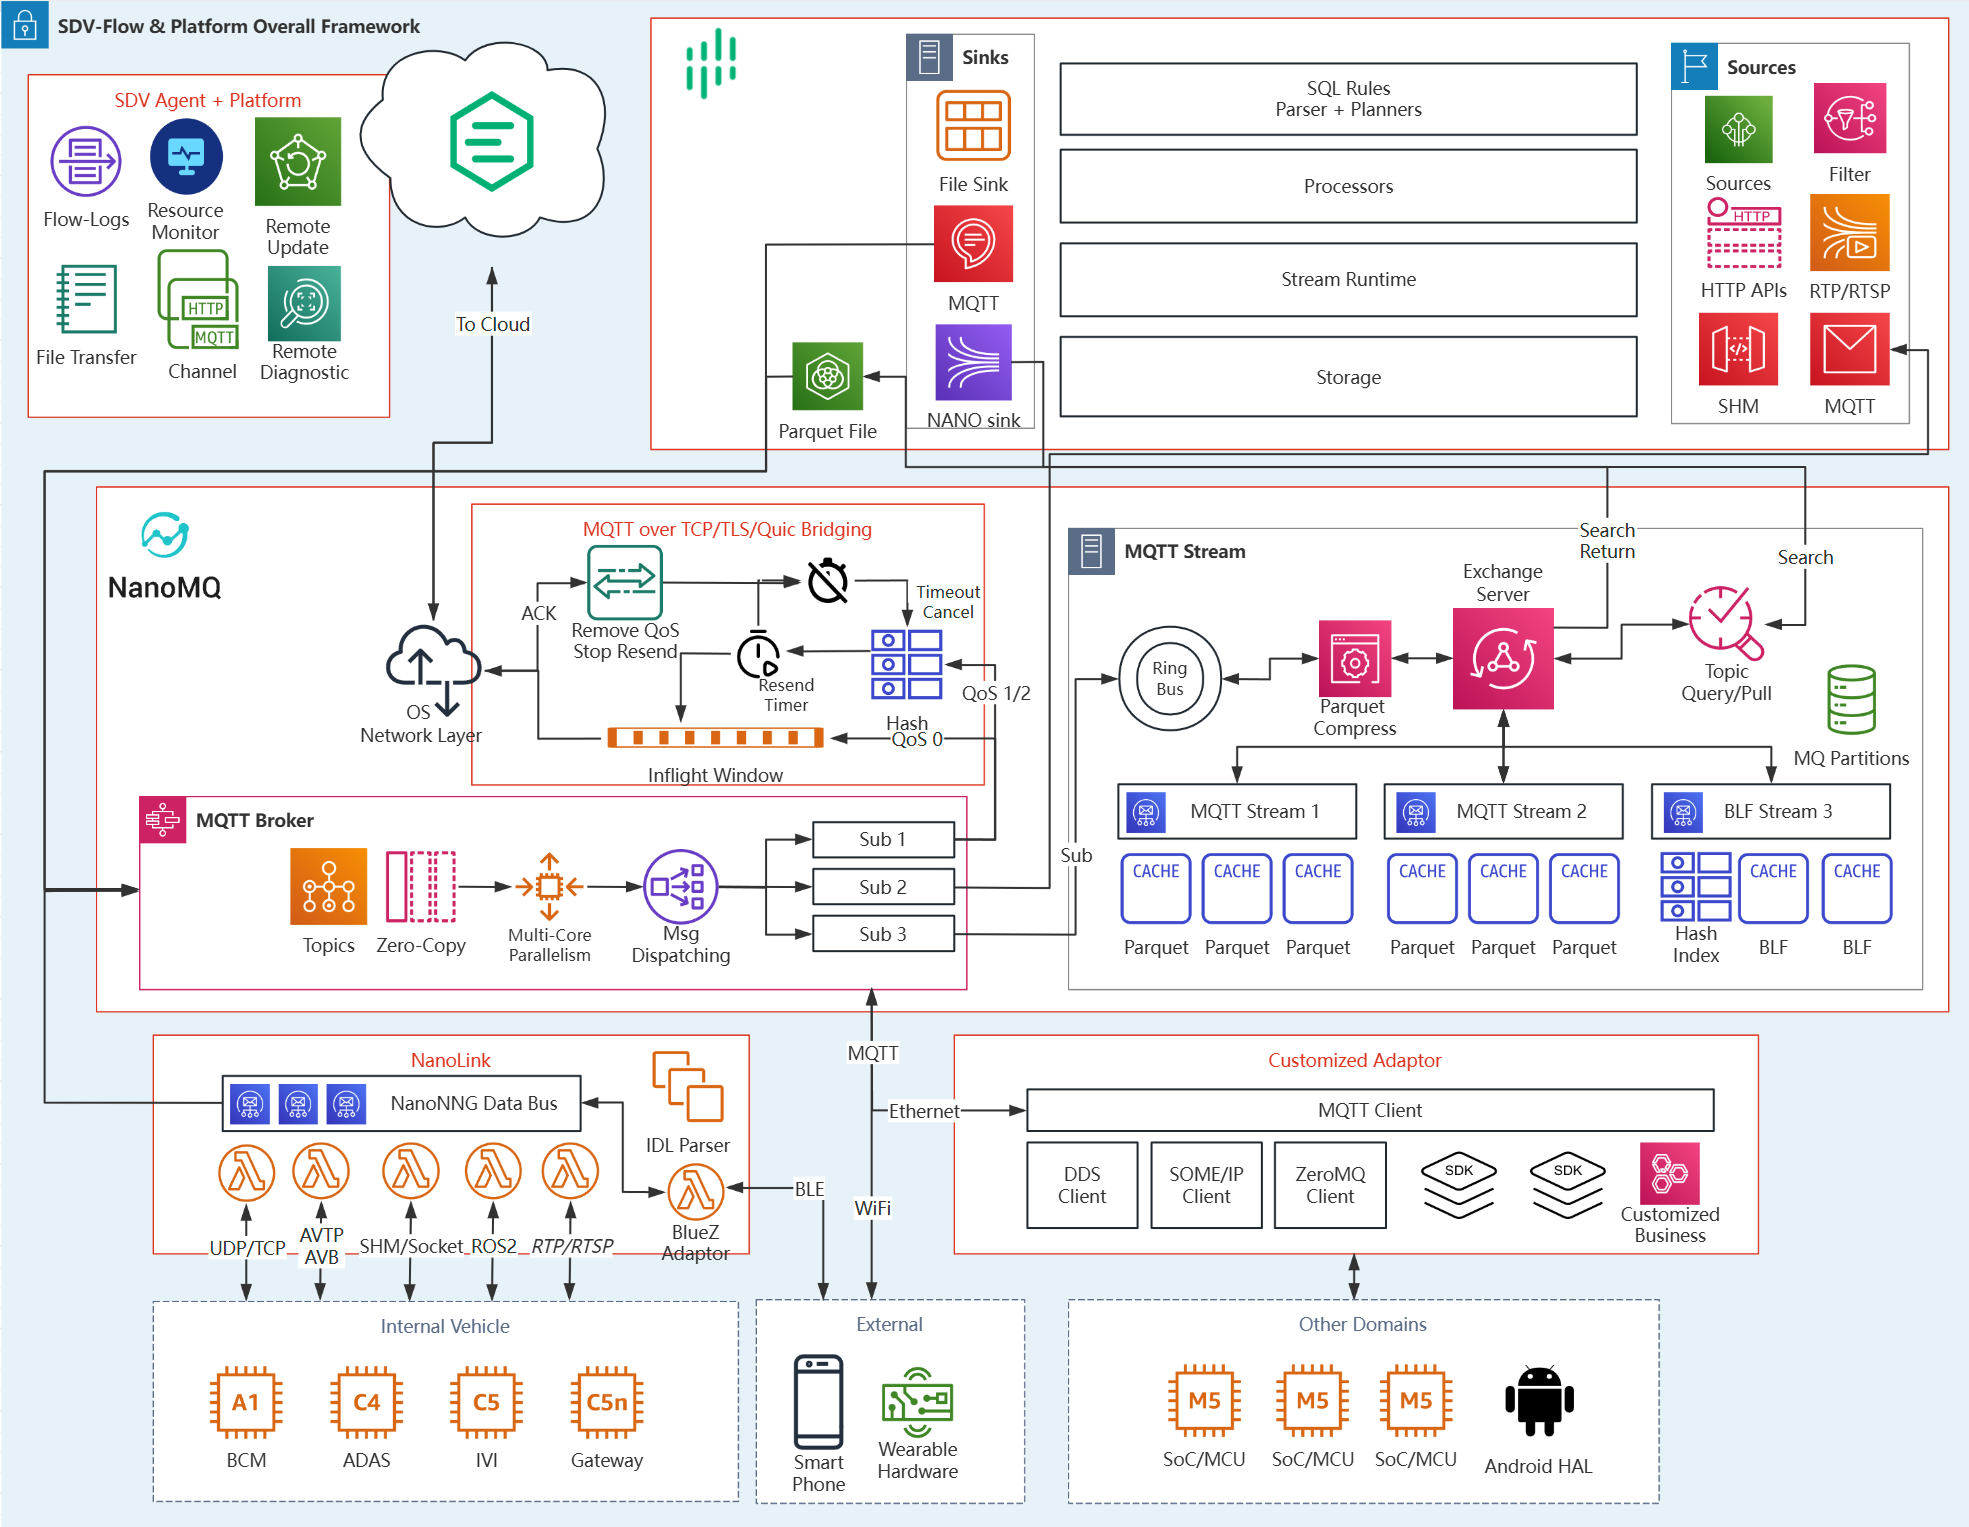 SDV-Flow & Platform Overall Framework
SDV Agent + Platform
Flow-Logs
Resource
Monitor
Remote
Update
File Transfer
HTTP
MQTT
Channel
Remote
Diagnostic
To Cloud
Sinks
File Sink
MQTT
NANO sink
Parquet File
SQL Rules
Parser + Planners
Processors
Stream Runtime
Storage
Sources
Sources
Filter
HTTP
HTTP APIs
RTP/RTSP
SHM
MQTT
NanoMQ
MQTT over TCP/TLS/Quic Bridging
ACK
Remove QoS
Stop Resend
Timeout
Cancel
Resend
Timer
Hash
QoS 1/2
QoS 0
Inflight Window
OS
Network Layer
MQTT Broker
Topics
Zero-Copy
Multi-Core
Parallelism
Msg
Dispatching
Sub 1
Sub 2
Sub 3
Sub
MQTT Stream
Search
Return
Search
Exchange
Server
Ring
Bus
Parquet
Compress
Topic
Query/Pull
MQ Partitions
MQTT Stream 1
MQTT Stream 2
BLF Stream 3
CACHE
CACHE
CACHE
CACHE
CACHE
CACHE
CACHE
CACHE
Parquet
Parquet
Parquet
Parquet
Parquet
Parquet
Hash
Index
BLF
BLF
NanoLink
NanoNNG Data Bus
IDL Parser
BlueZ
Adaptor
UDP/TCP
AVTP
AVB
SHM/Socket
ROS2
RTP/RTSP
MQTT
Ethernet
BLE
WiFi
Customized Adaptor
MQTT Client
DDS
Client
SOME/IP
Client
ZeroMQ
Client
SDK
SDK
Customized
Business
Internal Vehicle
A1
C4
C5
C5n
BCM
ADAS
IVI
Gateway
External
Smart
Phone
Wearable
Hardware
Other Domains
M5
M5
M5
SoC/MCU
SoC/MCU
SoC/MCU
Android HAL